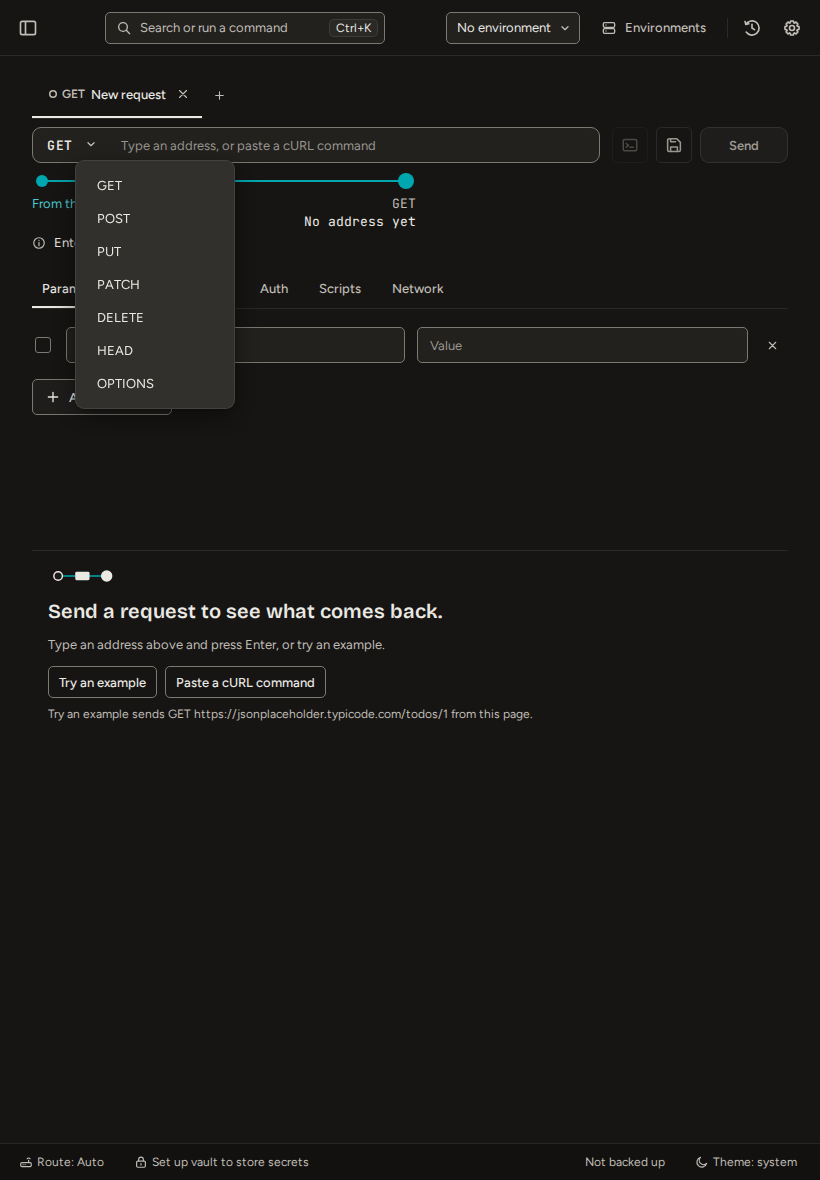 Search or run a command Ctrl+K No environment Environments
GET New request
GET Type an address, or paste a cURL command Send
From GET
No address yet
GET
POST
PUT
PATCH
DELETE
HEAD
OPTIONS
Auth Scripts Network
Value
Send a request to see what comes back.
Type an address above and press Enter, or try an example.
Try an example Paste a cURL command
Try an example sends GET https://jsonplaceholder.typicode.com/todos/1 from this page.
Route: Auto Set up vault to store secrets Not backed up Theme: system